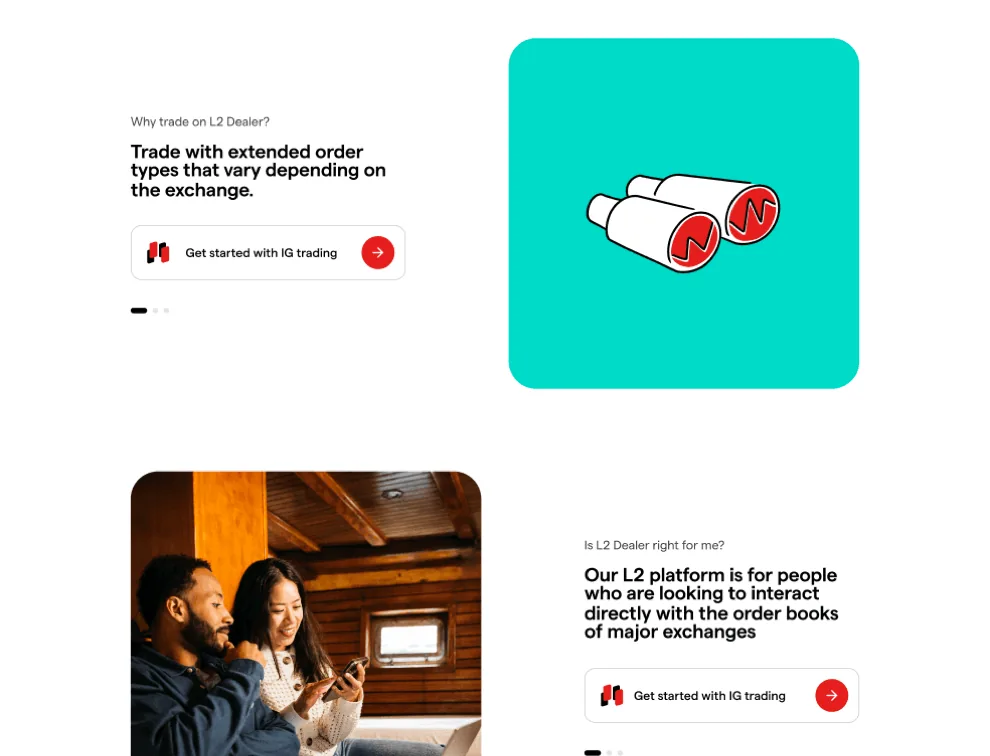 Why trade on L2 Dealer?
Trade with extended order
types that vary depending on
the exchange.
Get started with IG trading
Is L2 Dealer right for me?
Our L2 platform is for people
who are looking to interact
directly with the order books
of major exchanges
Get started with IG trading